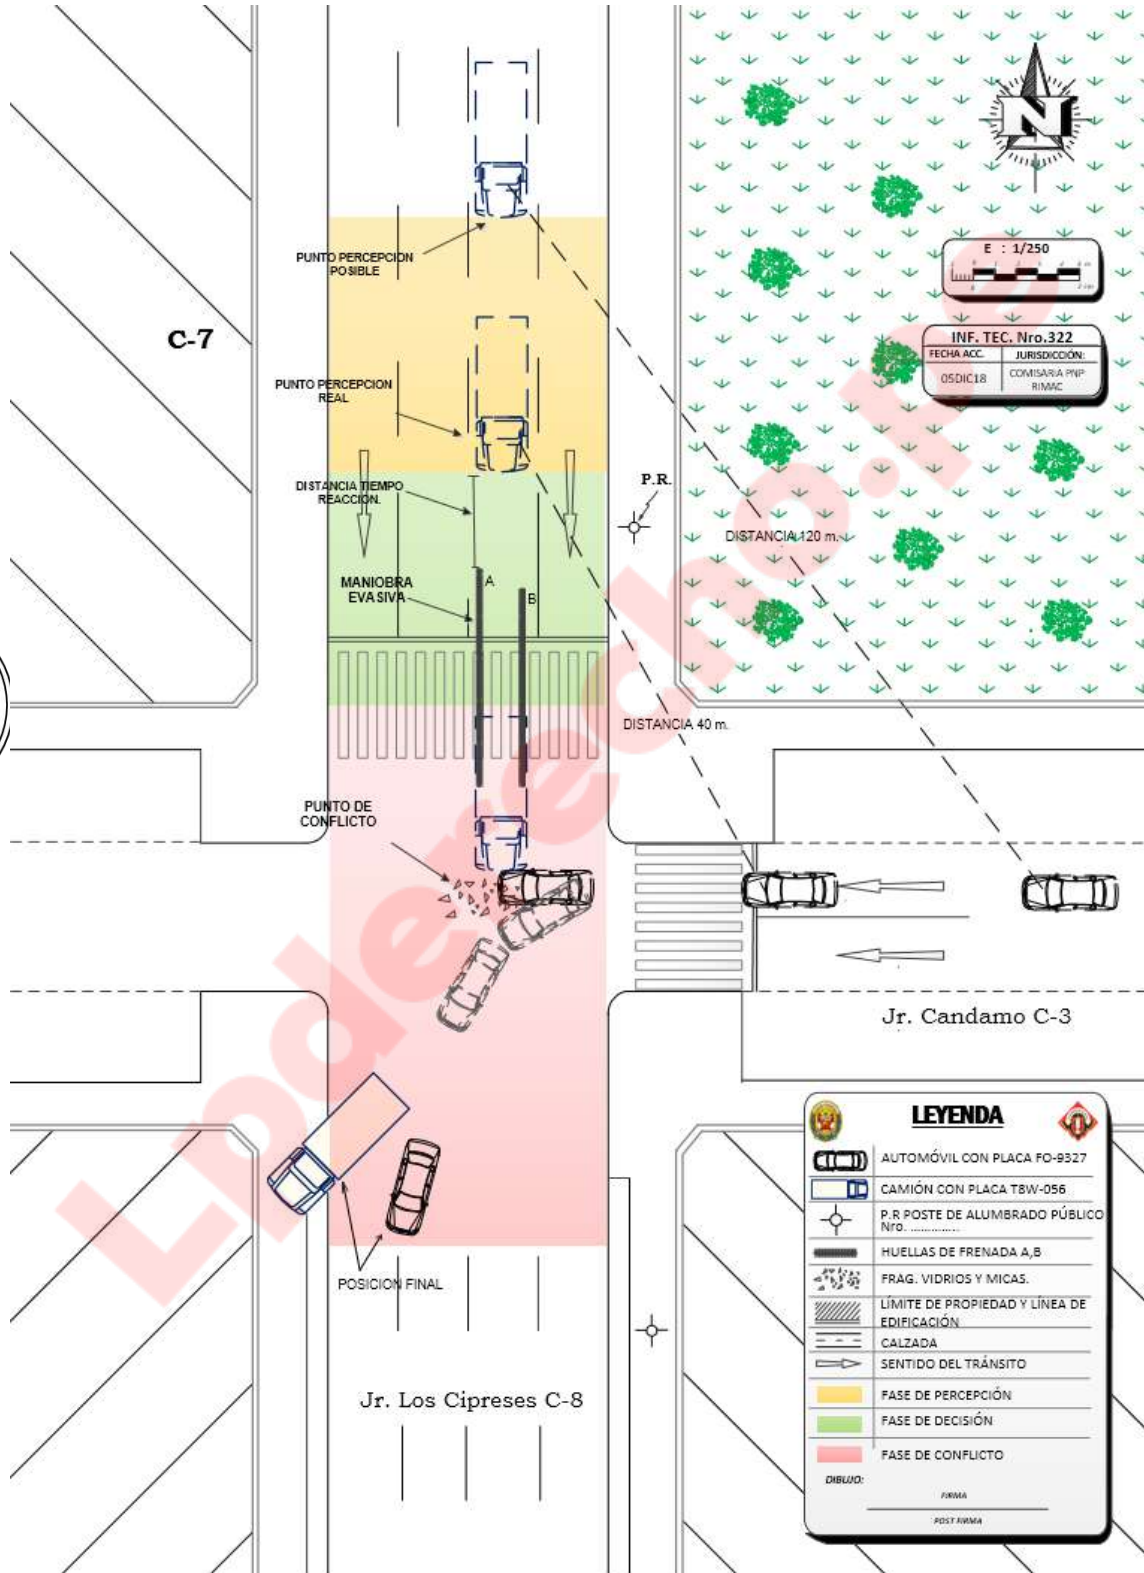 N
E : 1/250
INF. TEC. Nro.322
FECHA ACC.
JURISDICCIÓN:
05DIC18
COMISARIA PNP
RIMAC
PUNTO PERCEPCION
POSIBLE
C-7
PUNTO PERCEPCION
REAL
DISTANCIA TIEMPO
REACCION.
P.R.
DISTANCIA 120 m.
MANIOBRA
EVASIVA
A
B
DISTANCIA 40 m.
PUNTO DE
CONFLICTO
Jr. Candamo C-3
POSICION FINAL
Jr. Los Cipreses C-8
LEYENDA
AUTOMÓVIL CON PLACA FO-9327
CAMIÓN CON PLACA T8W-056
P.R POSTE DE ALUMBRADO PÚBLICO
Nro. ..............
HUELLAS DE FRENADA A,B
FRAG. VIDRIOS Y MICAS.
LÍMITE DE PROPIEDAD Y LÍNEA DE
EDIFICACIÓN
CALZADA
SENTIDO DEL TRÁNSITO
FASE DE PERCEPCIÓN
FASE DE DECISIÓN
FASE DE CONFLICTO
DIBUJO:
FIRMA
POST FIRMA
Lpderecho.pe